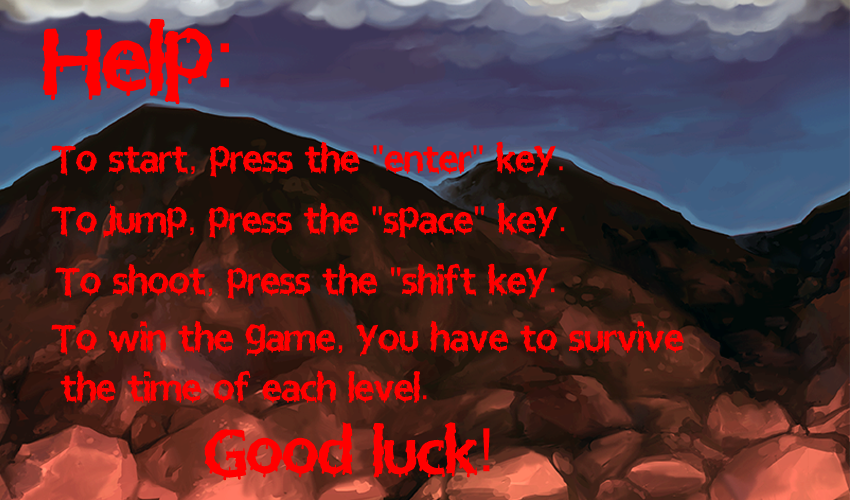 Help:
To start, press the "enter" key.
To jump, press the "space" key.
To shoot, press the "shift key.
To win the game, you have to survive
the time of each level.
Good luck!